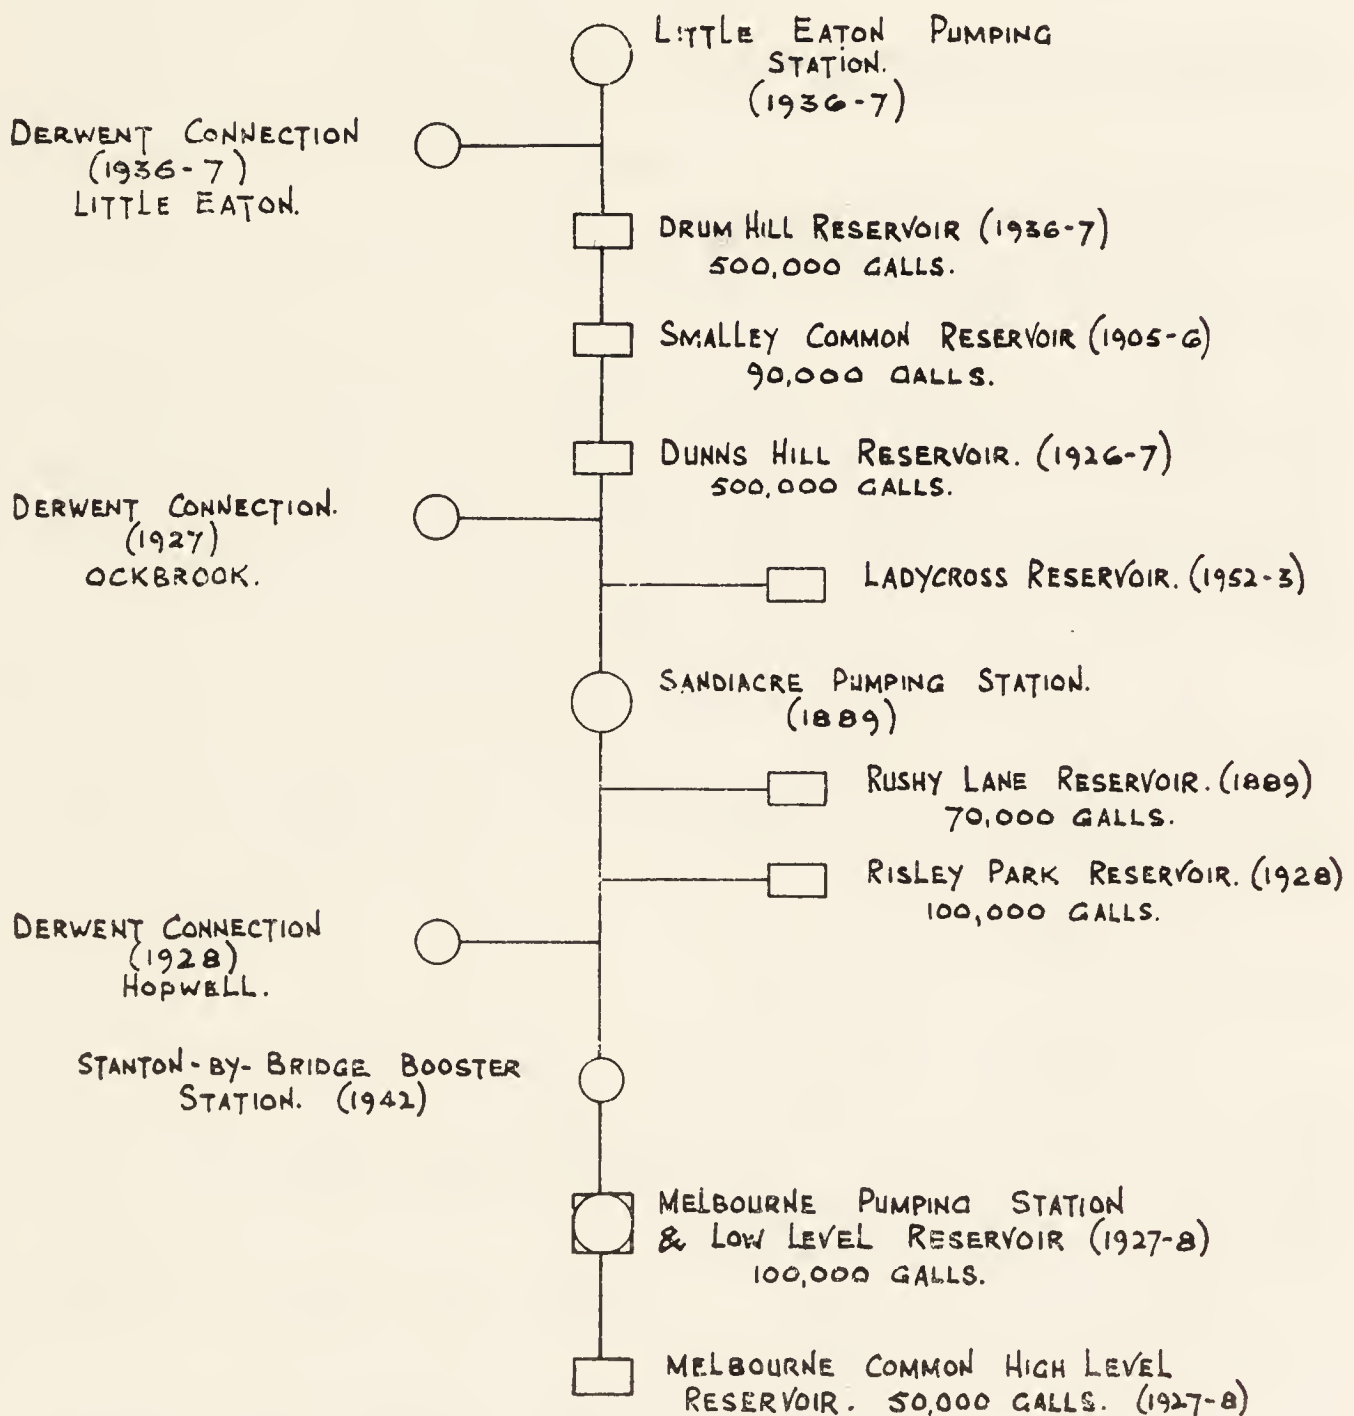 LITTLE EATON PUMPING
STATION.
(1936-7)
DERWENT CONNECTION
(1936-7)
LITTLE EATON.
DRUM HILL RESERVOIR (1936-7)
500,000 GALLS.
SMALLEY COMMON RESERVOIR (1905-6)
90,000 GALLS.
DUNNS HILL RESERVOIR. (1926-7)
500,000 GALLS.
DERWENT CONNECTION.
(1927)
OCKBROOK.
LADYCROSS RESERVOIR. (1952-3)
SANDIACRE PUMPING STATION.
(1889)
RUSHY LANE RESERVOIR. (1889)
70,000 GALLS.
RISLEY PARK RESERVOIR. (1928)
100,000 GALLS.
DERWENT CONNECTION
(1928)
HOPWELL.
STANTON-BY-BRIDGE BOOSTER
STATION. (1942)
MELBOURNE PUMPING STATION
& LOW LEVEL RESERVOIR (1927-8)
100,000 GALLS.
MELBOURNE COMMON HIGH LEVEL
RESERVOIR. 50,000 GALLS. (1927-8)